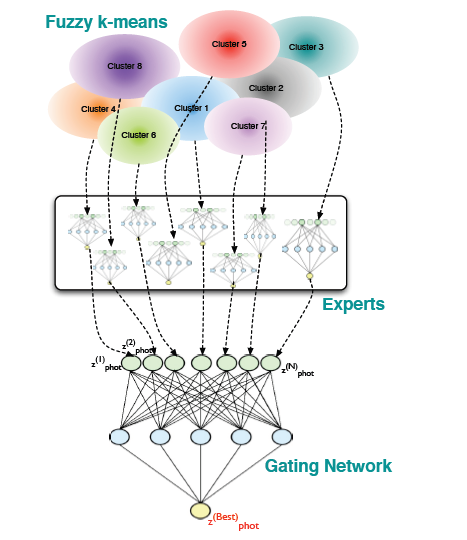 Fuzzy k-means
Cluster 5
Cluster 3
Cluster 8
Cluster 2
Cluster 4
Cluster 1
Cluster 7
Cluster 6
Experts
z(1)phot
z(2)phot
z(N)phot
Gating Network
z(Best)phot